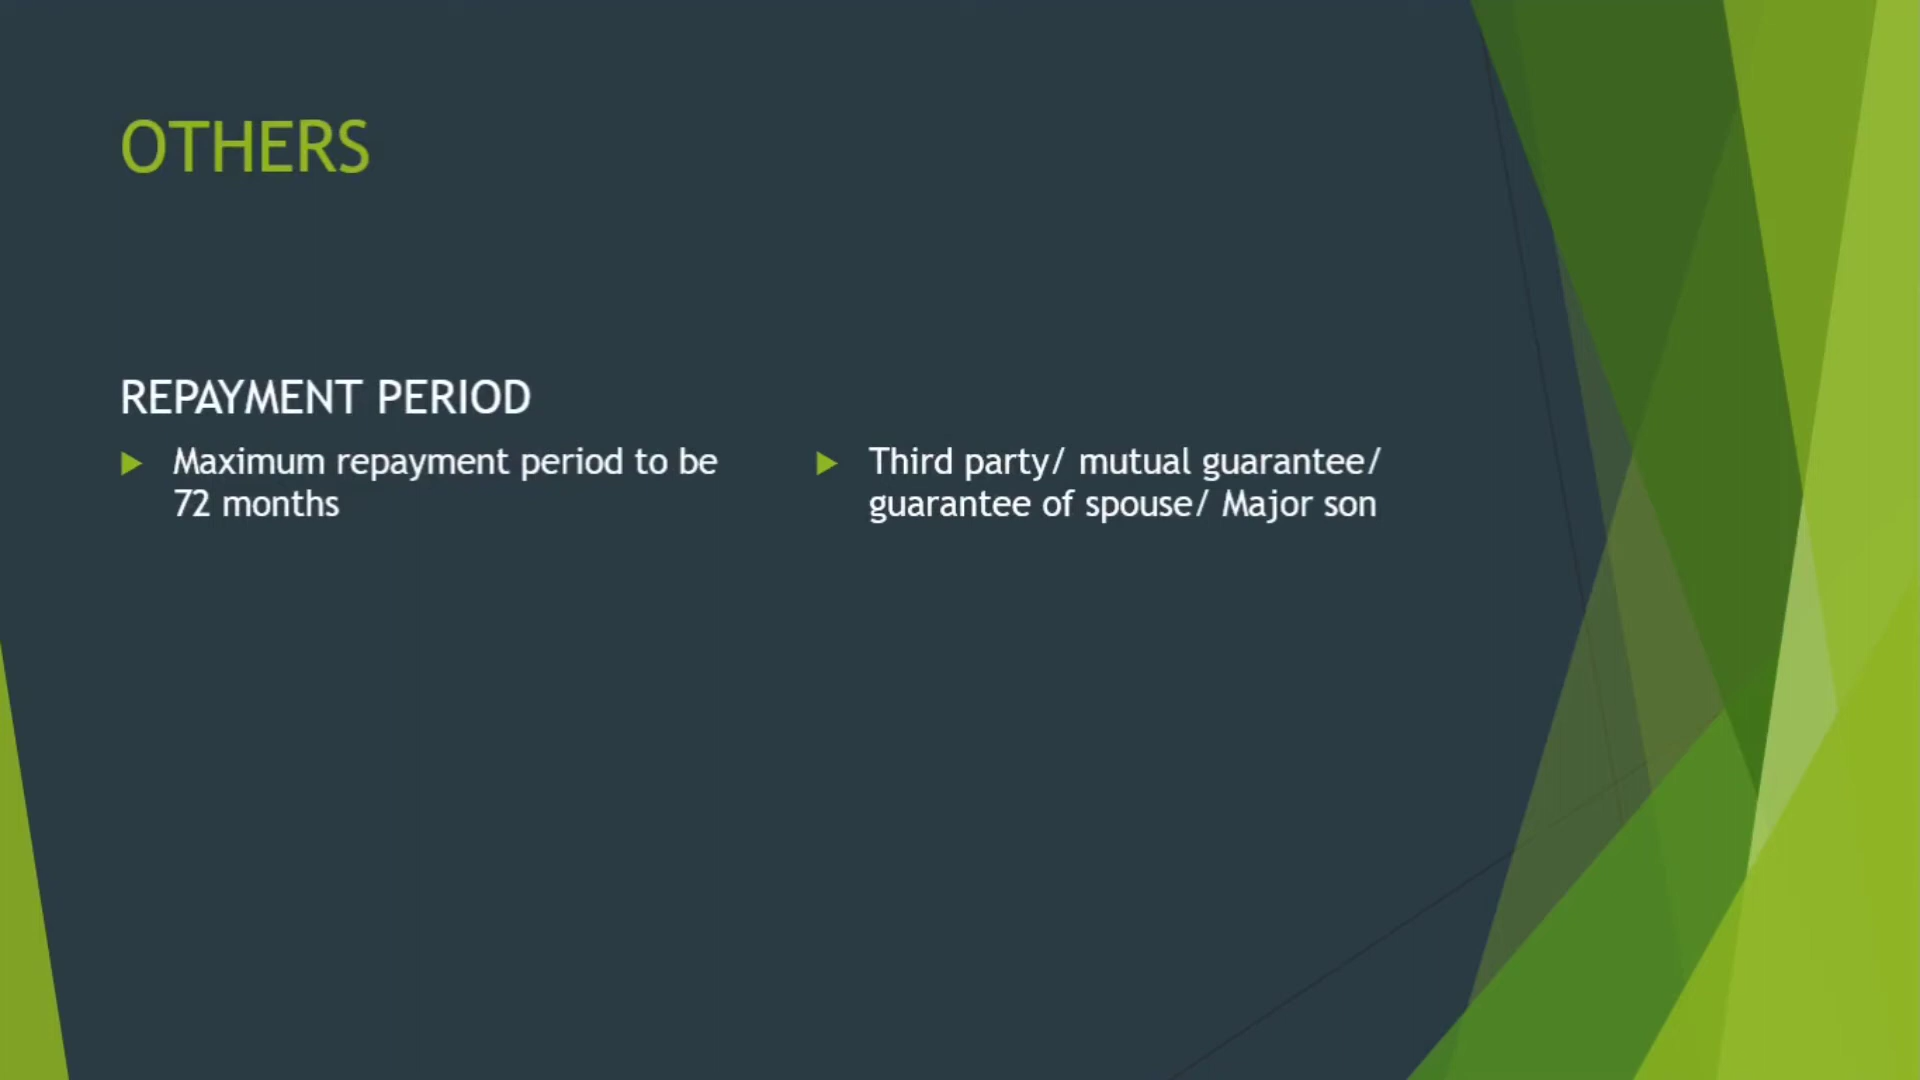 OTHERS
REPAYMENT PERIOD
Maximum repayment period to be
72 months
Third party/ mutual guarantee/
guarantee of spouse/ Major son